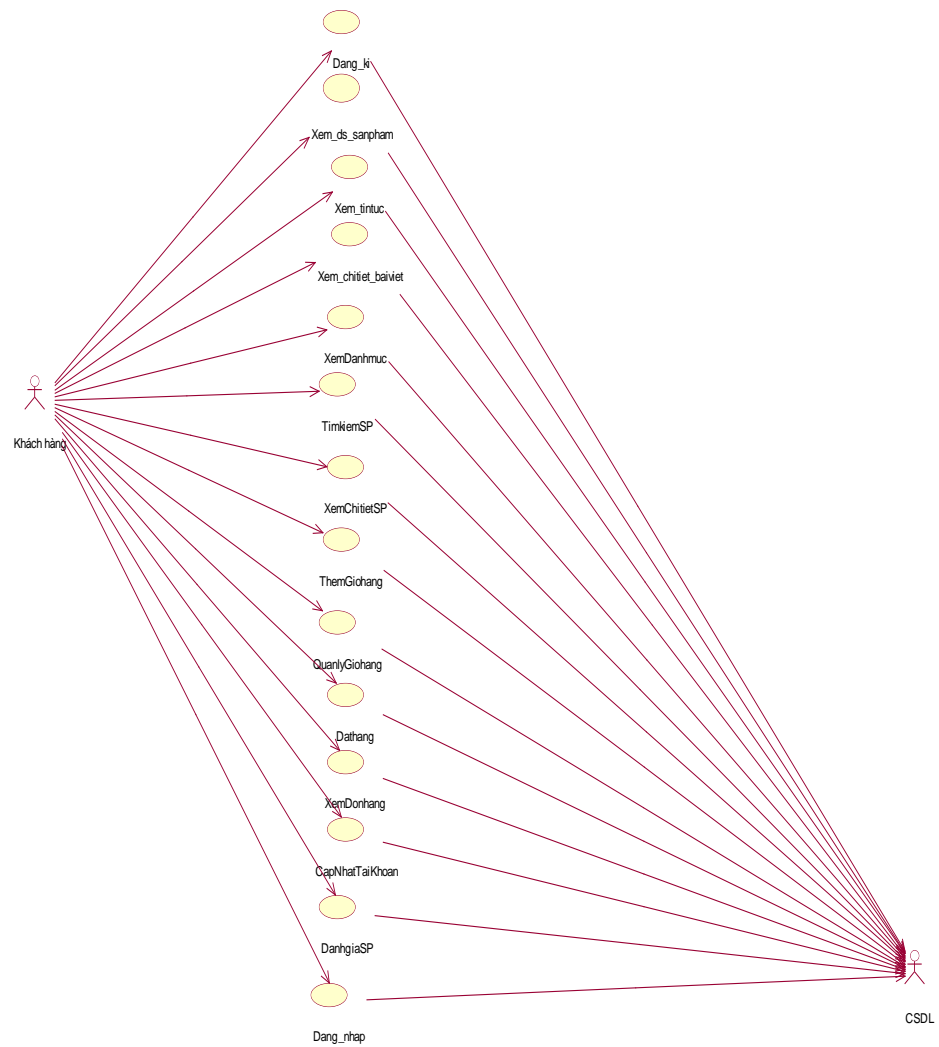 Dang_ki
Xem_ds_sanpham
Xem_tintuc
Xem_chitiet_baiviet
XemDanhmuc
TimkiemSP
Khách hàng
XemChitietSP
ThemGiohang
QuanlyGiohang
Dathang
XemDonhang
CapNhatTaiKhoan
DanhgiaSP
CSDL
Dang_nhap